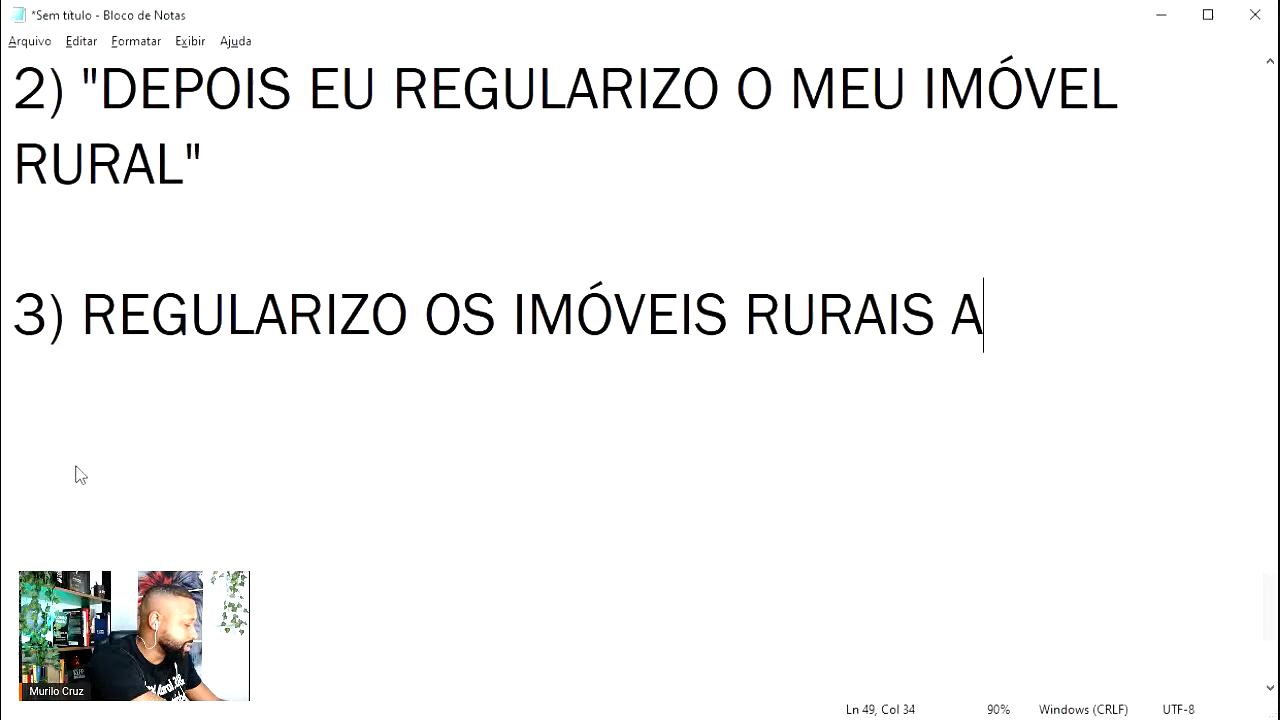 *Sem título - Bloco de Notas
Arquivo Editar Formatar Exibir Ajuda
2) "DEPOIS EU REGULARIZO O MEU IMÓVEL
RURAL"
3) REGULARIZO OS IMÓVEIS RURAIS A
Murilo Cruz
Ln 49, Col 34 90% Windows (CRLF) UTF-8